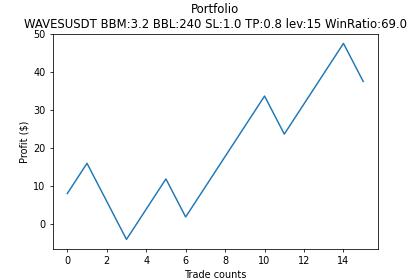 Portfolio
WAVESUSDT BBM:3.2 BBL:240 SL:1.0 TP:0.8 lev:15 WinRatio:69.0
50
40
30
20
10
0
Profit ($)
0 2 4 6 8 10 12 14
Trade counts